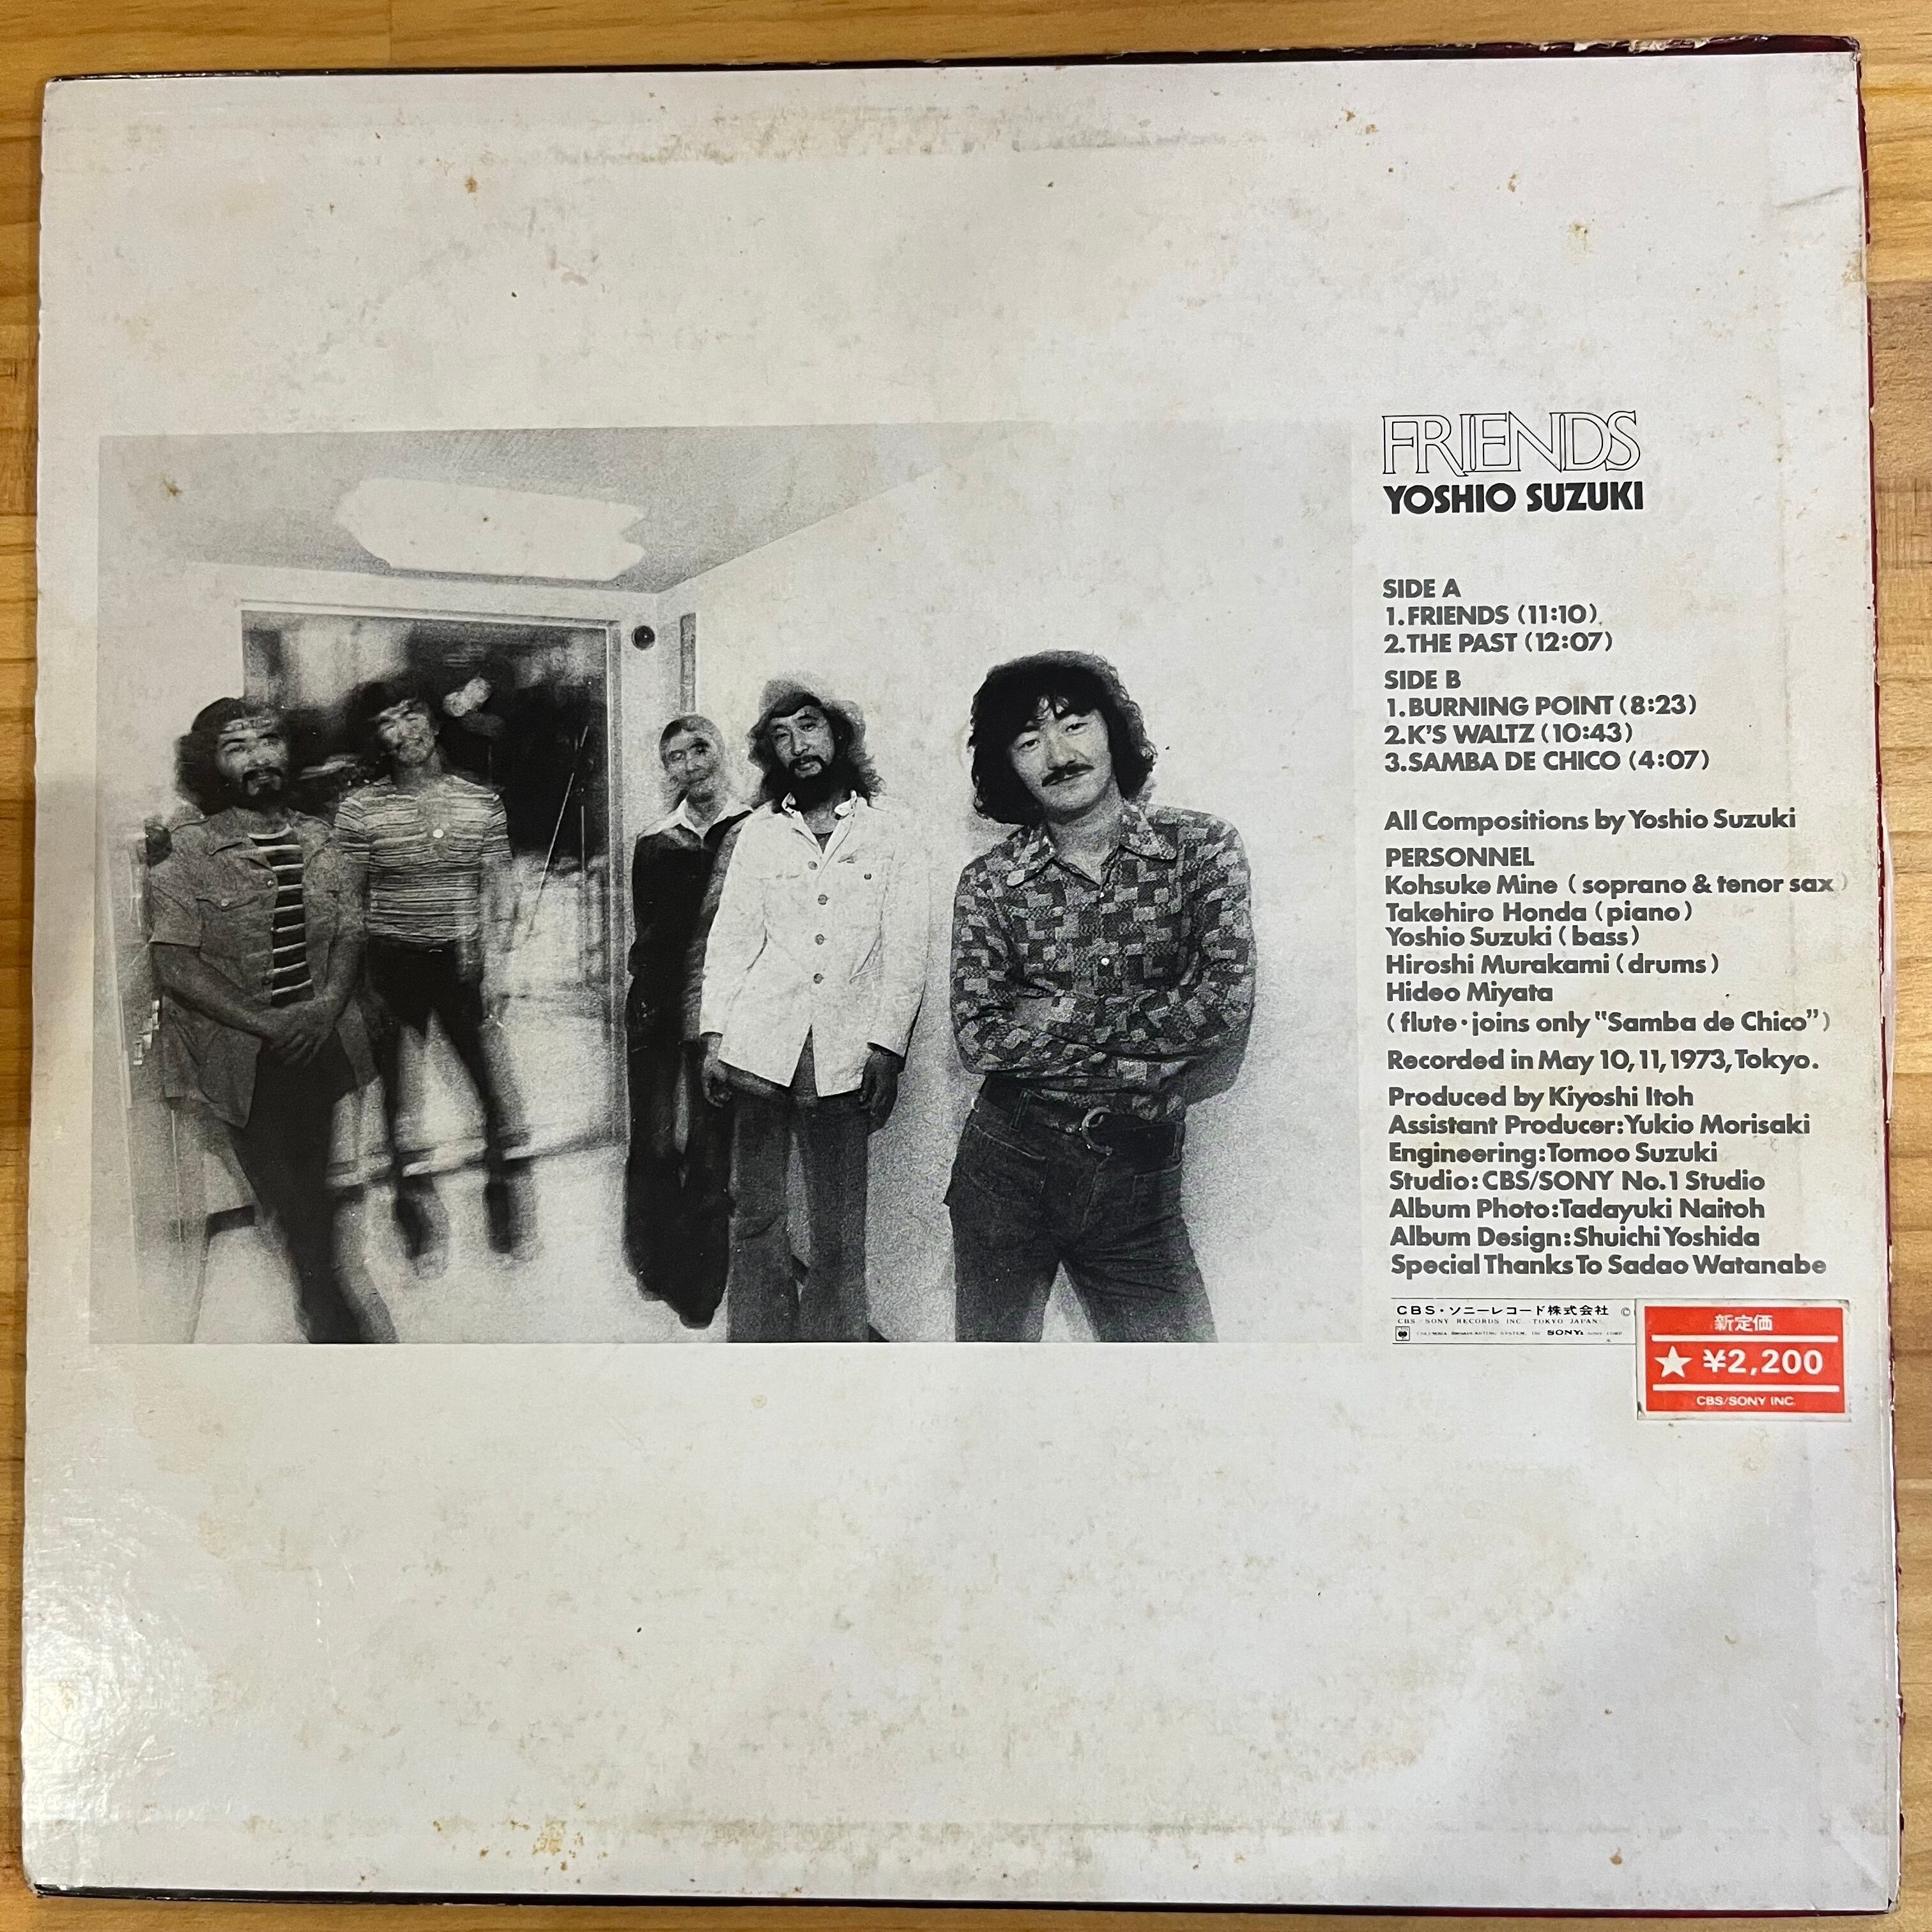 FRIENDS
YOSHIO SUZUKI
SIDE A
1.FRIENDS (11:10)
2.THE PAST (12:07)
SIDE B
1.BURNING POINT (8:23)
2.K'S WALTZ (10:43)
3.SAMBA DE CHICO (4:07)
All Compositions by Yoshio Suzuki
PERSONNEL
Kohsuke Mine (soprano & tenor sax)
Takehiro Honda (piano)
Yoshio Suzuki (bass)
Hiroshi Murakami (drums)
Hideo Miyata
(flute・joins only "Samba de Chico")
Recorded in May 10, 11, 1973, Tokyo.
Produced by Kiyoshi Itoh
Assistant Producer: Yukio Morisaki
Engineering: Tomoo Suzuki
Studio: CBS/SONY No.1 Studio
Album Photo: Tadayuki Naitoh
Album Design: Shuichi Yoshida
Special Thanks To Sadao Watanabe
CBS・ソニーレコード株式会社 ©
CBS/SONY RECORDS INC. TOKYO JAPAN
SONY
新定価
★ ¥2,200
CBS/SONY INC.